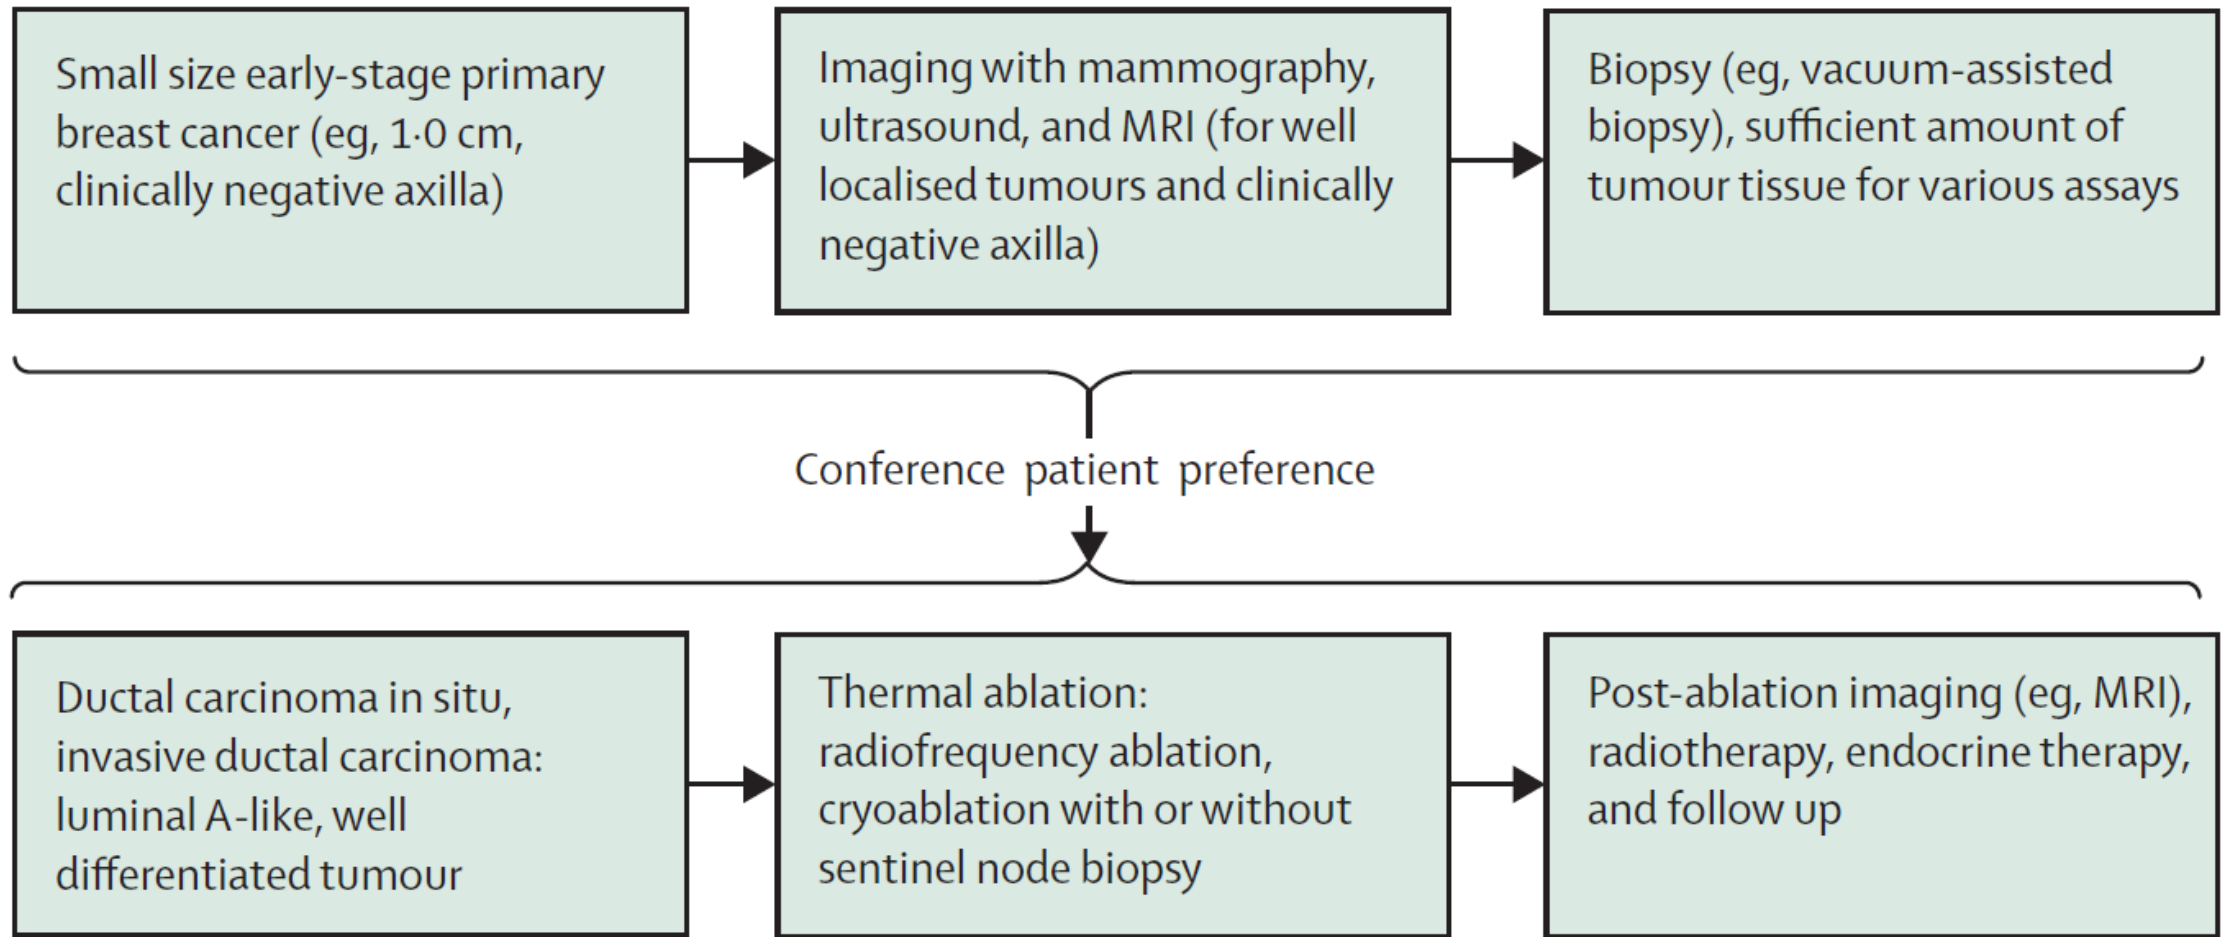 Small size early-stage primary
breast cancer (eg, 1·0 cm,
clinically negative axilla)
Imaging with mammography,
ultrasound, and MRI (for well
localised tumours and clinically
negative axilla)
Biopsy (eg, vacuum-assisted
biopsy), sufficient amount of
tumour tissue for various assays
Conference patient preference
Ductal carcinoma in situ,
invasive ductal carcinoma:
luminal A-like, well
differentiated tumour
Thermal ablation:
radiofrequency ablation,
cryoablation with or without
sentinel node biopsy
Post-ablation imaging (eg, MRI),
radiotherapy, endocrine therapy,
and follow up